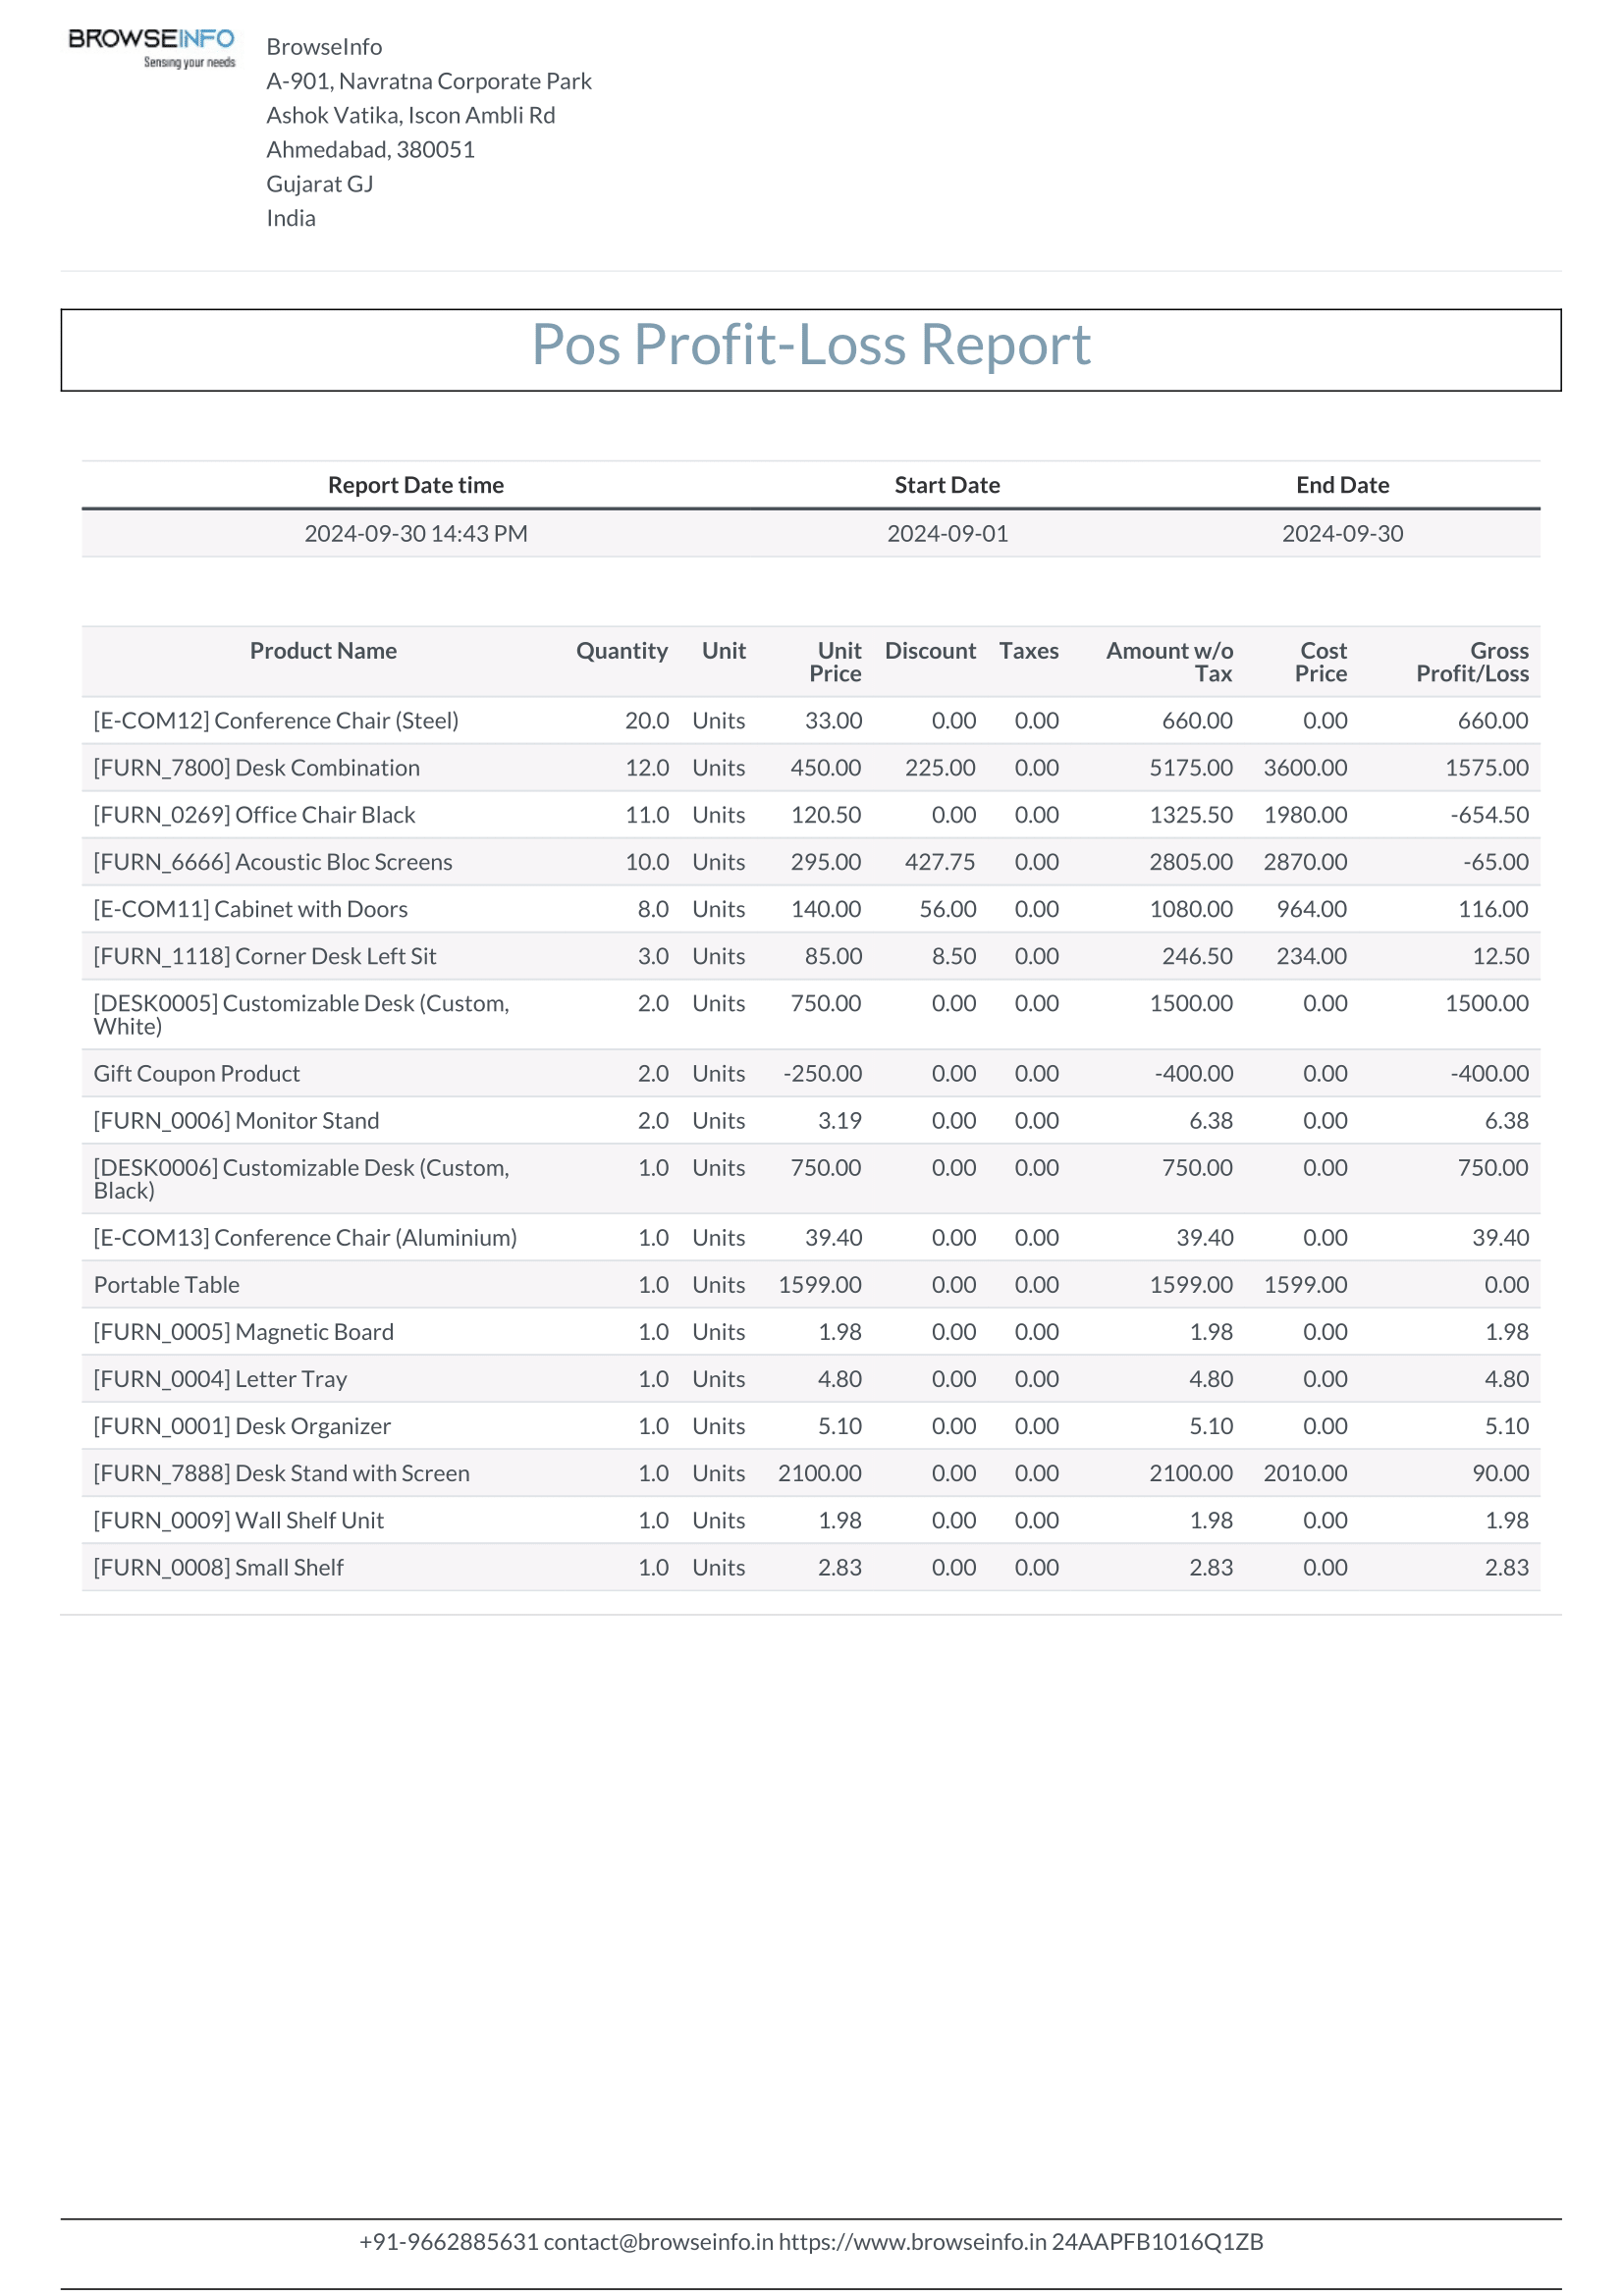 BROWSEINFO
Sensing your needs
BrowseInfo
A-901, Navratna Corporate Park
Ashok Vatika, Iscon Ambli Rd
Ahmedabad, 380051
Gujarat GJ
India
Pos Profit-Loss Report
Report Date time Start Date End Date
2024-09-30 14:43 PM 2024-09-01 2024-09-30
Product Name Quantity Unit Unit Price Discount Taxes Amount w/o Tax Cost Price Gross Profit/Loss
[E-COM12] Conference Chair (Steel) 20.0 Units 33.00 0.00 0.00 660.00 0.00 660.00
[FURN_7800] Desk Combination 12.0 Units 450.00 225.00 0.00 5175.00 3600.00 1575.00
[FURN_0269] Office Chair Black 11.0 Units 120.50 0.00 0.00 1325.50 1980.00 -654.50
[FURN_6666] Acoustic Bloc Screens 10.0 Units 295.00 427.75 0.00 2805.00 2870.00 -65.00
[E-COM11] Cabinet with Doors 8.0 Units 140.00 56.00 0.00 1080.00 964.00 116.00
[FURN_1118] Corner Desk Left Sit 3.0 Units 85.00 8.50 0.00 246.50 234.00 12.50
[DESK0005] Customizable Desk (Custom, 2.0 Units 750.00 0.00 0.00 1500.00 0.00 1500.00
White)
Gift Coupon Product 2.0 Units -250.00 0.00 0.00 -400.00 0.00 -400.00
[FURN_0006] Monitor Stand 2.0 Units 3.19 0.00 0.00 6.38 0.00 6.38
[DESK0006] Customizable Desk (Custom, 1.0 Units 750.00 0.00 0.00 750.00 0.00 750.00
Black)
[E-COM13] Conference Chair (Aluminium) 1.0 Units 39.40 0.00 0.00 39.40 0.00 39.40
Portable Table 1.0 Units 1599.00 0.00 0.00 1599.00 1599.00 0.00
[FURN_0005] Magnetic Board 1.0 Units 1.98 0.00 0.00 1.98 0.00 1.98
[FURN_0004] Letter Tray 1.0 Units 4.80 0.00 0.00 4.80 0.00 4.80
[FURN_0001] Desk Organizer 1.0 Units 5.10 0.00 0.00 5.10 0.00 5.10
[FURN_7888] Desk Stand with Screen 1.0 Units 2100.00 0.00 0.00 2100.00 2010.00 90.00
[FURN_0009] Wall Shelf Unit 1.0 Units 1.98 0.00 0.00 1.98 0.00 1.98
[FURN_0008] Small Shelf 1.0 Units 2.83 0.00 0.00 2.83 0.00 2.83
+91-9662885631 contact@browseinfo.in https://www.browseinfo.in 24AAPFB1016Q1ZB